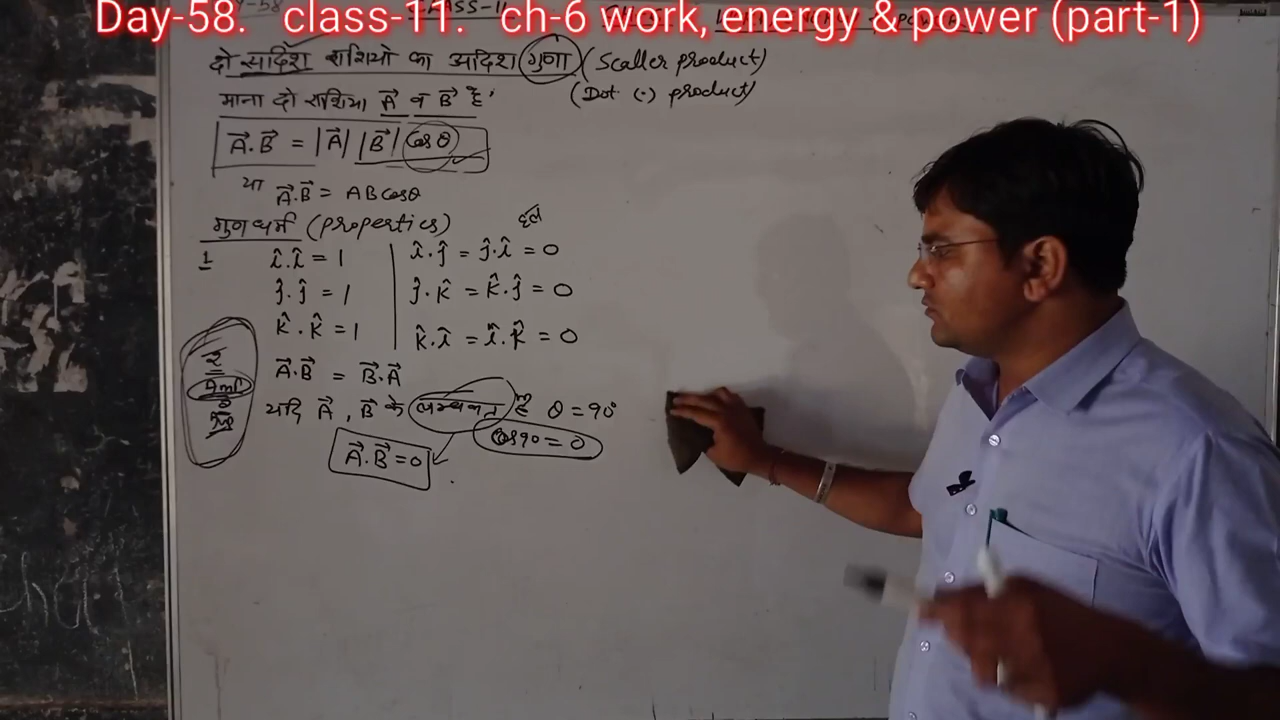 Day-58. class-11. ch-6 work, energy & power (part-1)
दो सदिश राशियो का अदिश गुणा (Scaller product)
(Dot (.) product)
माना दो राशिया A⃗ व B⃗ है
A⃗.B⃗ = |A⃗| |B⃗| cosθ
या A⃗.B⃗ = AB cosθ
गुणधर्म (properties)
1 î.î = 1 î.ĵ = ĵ.î = 0
ĵ.ĵ = 1 ĵ.k̂ = k̂.ĵ = 0
k̂.k̂ = 1 k̂.î = î.k̂ = 0
A⃗.B⃗ = B⃗.A⃗
यदि A⃗, B⃗ के लम्बवत है θ = 90°
cos90 = 0
A⃗.B⃗ = 0